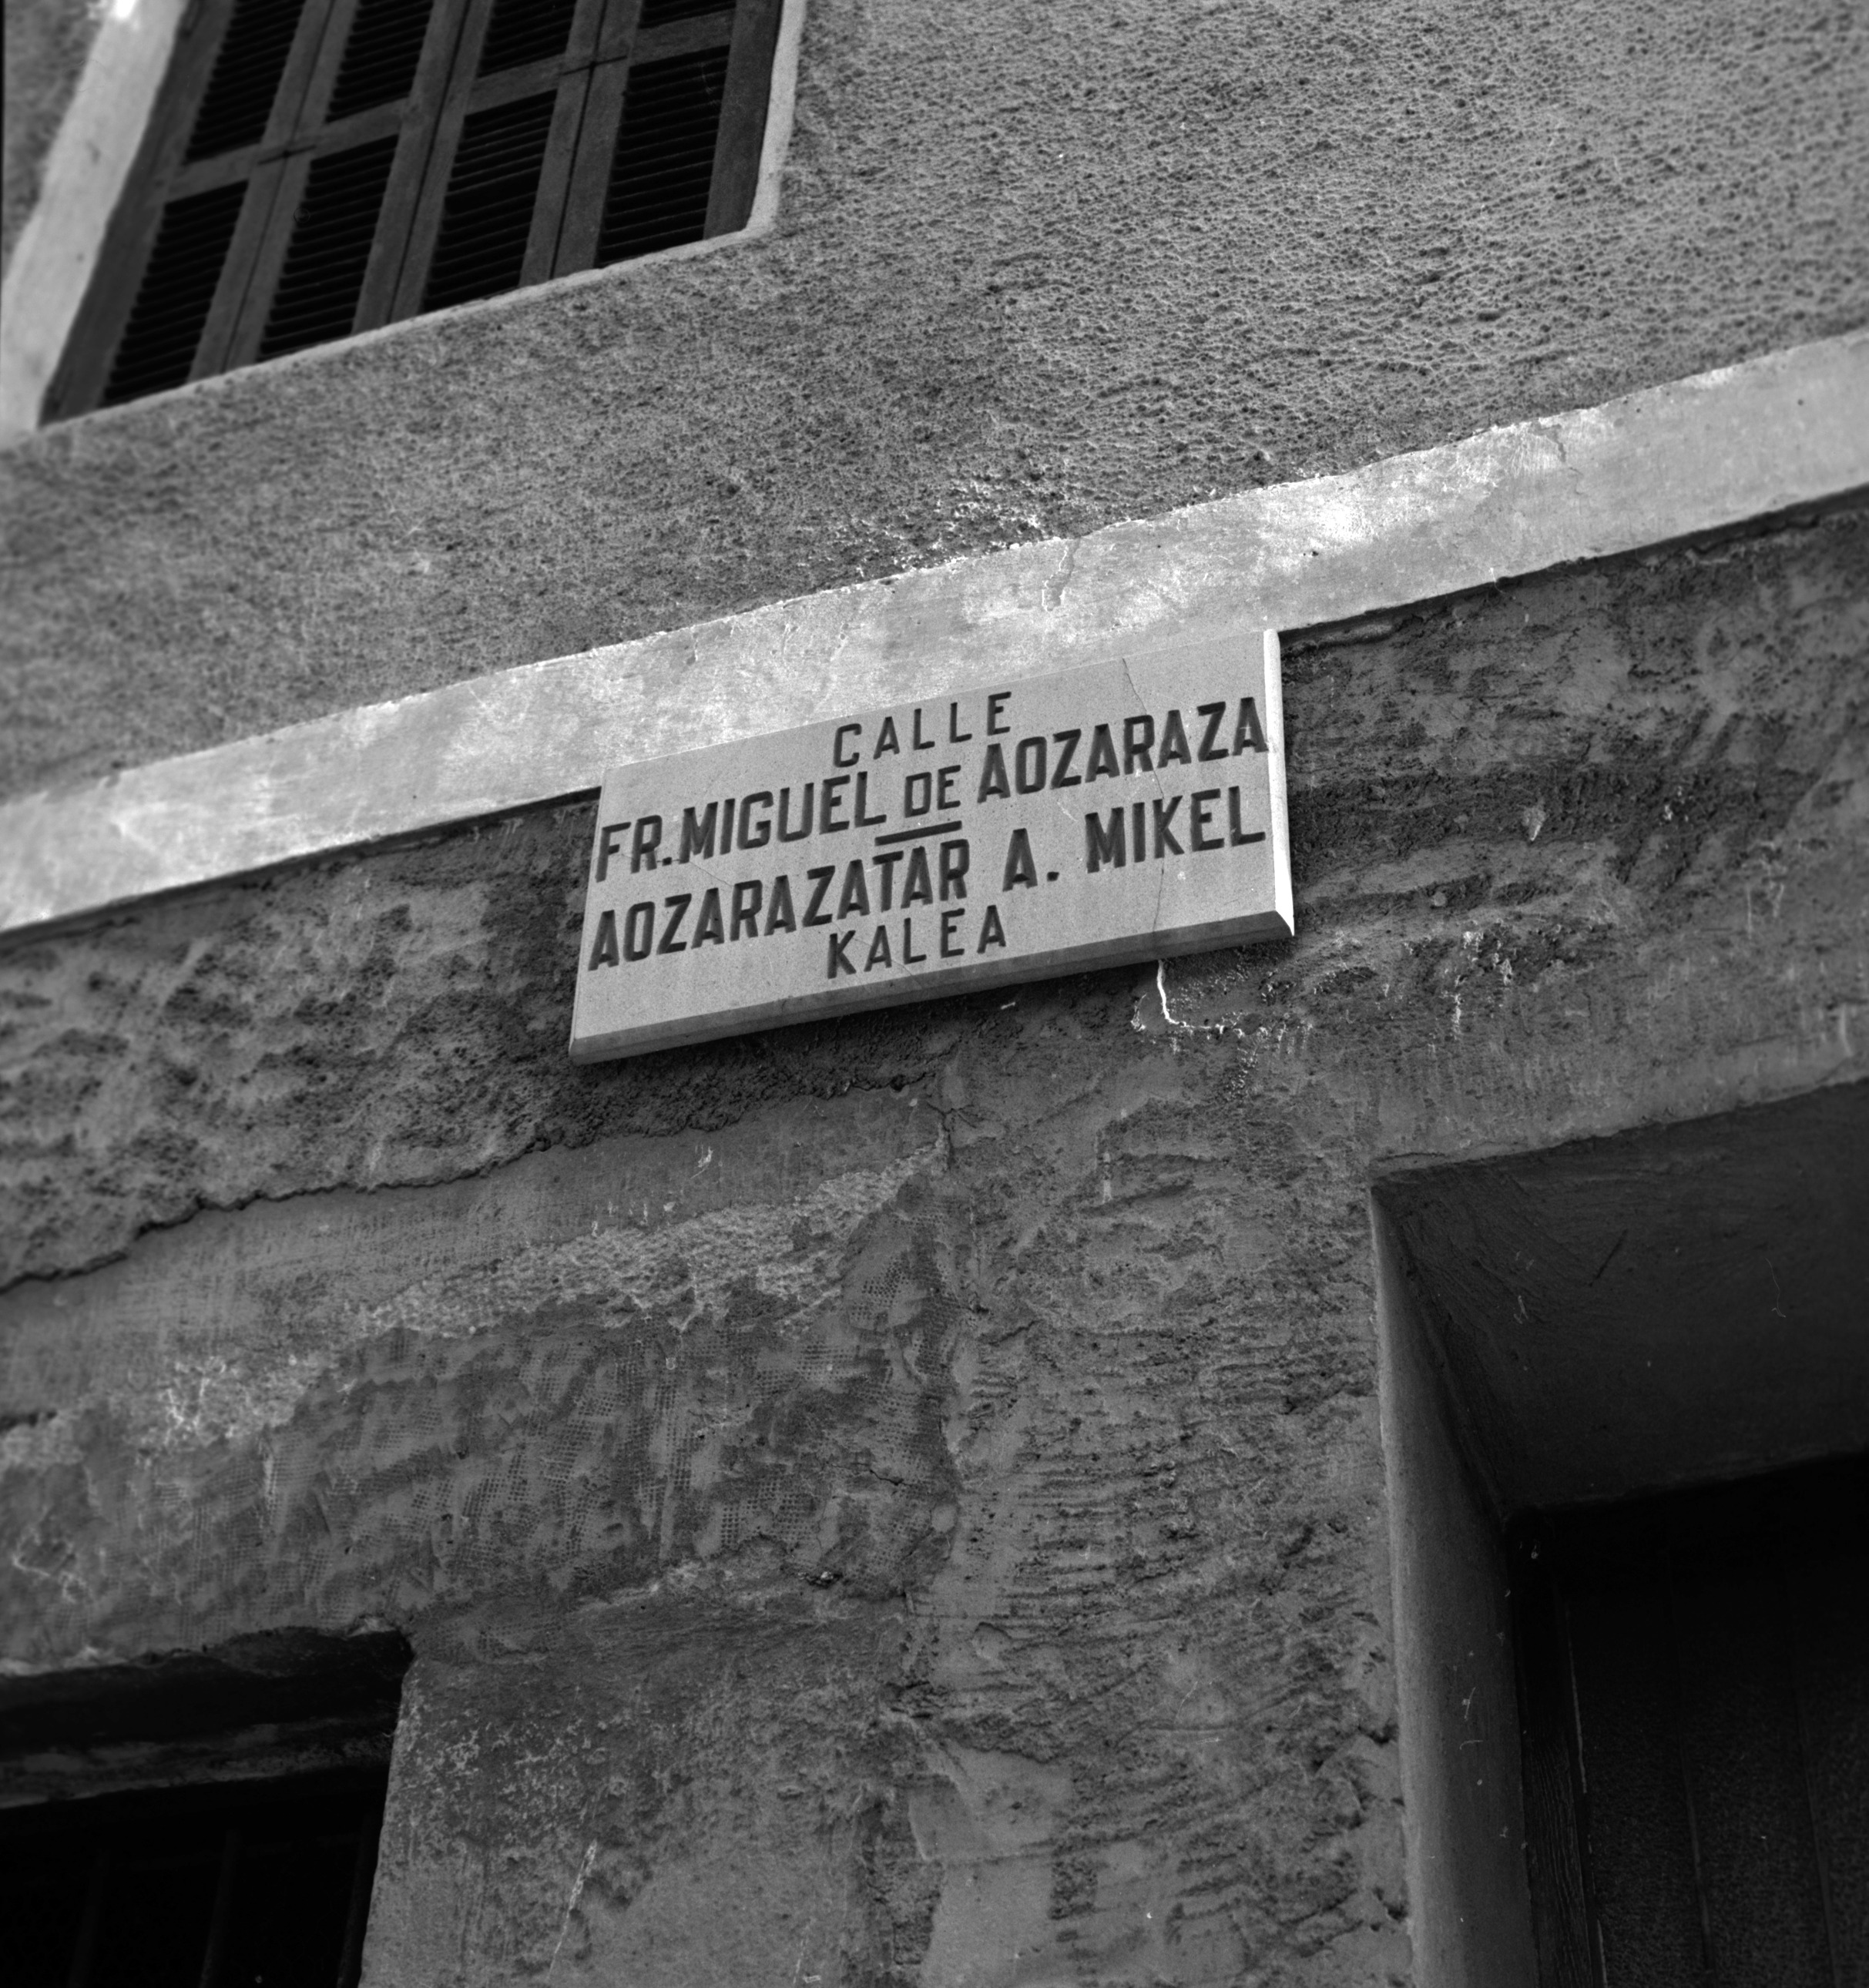 CALLE
FR. MIGUEL DE AOZARAZA
AOZARAZATAR A. MIKEL
KALEA